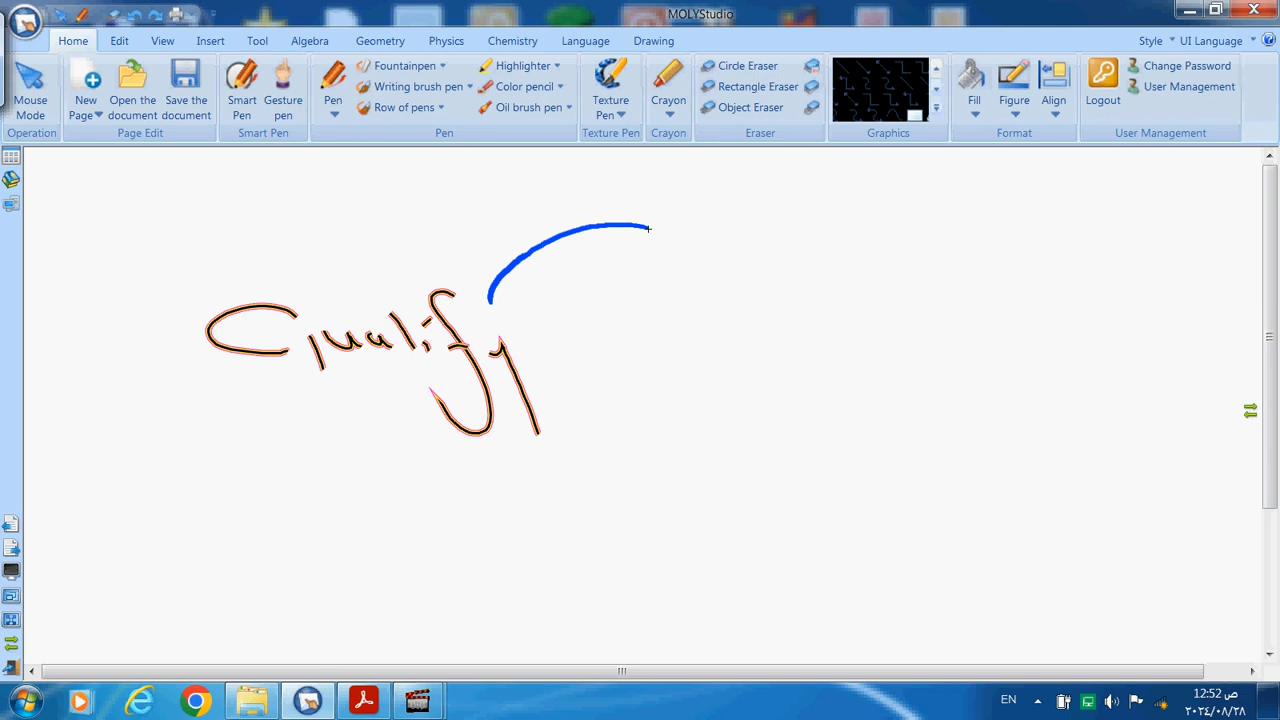 MOLYStudio
Home Edit View Insert Tool Algebra Geometry Physics Chemistry Language Drawing Style UI Language
Mouse Mode
Operation
New Page
Open the document
Save the document
Page Edit
Smart Pen
Gesture pen
Smart Pen
Pen
Fountainpen
Writing brush pen
Row of pens
Highlighter
Color pencil
Oil brush pen
Pen
Texture Pen
Texture Pen
Crayon
Crayon
Circle Eraser
Rectangle Eraser
Object Eraser
Eraser
Graphics
Fill
Figure
Align
Format
Logout
Change Password
User Management
User Management
qualify
EN
12:52 ص
٢٠٢٤/٠٨/٢٨